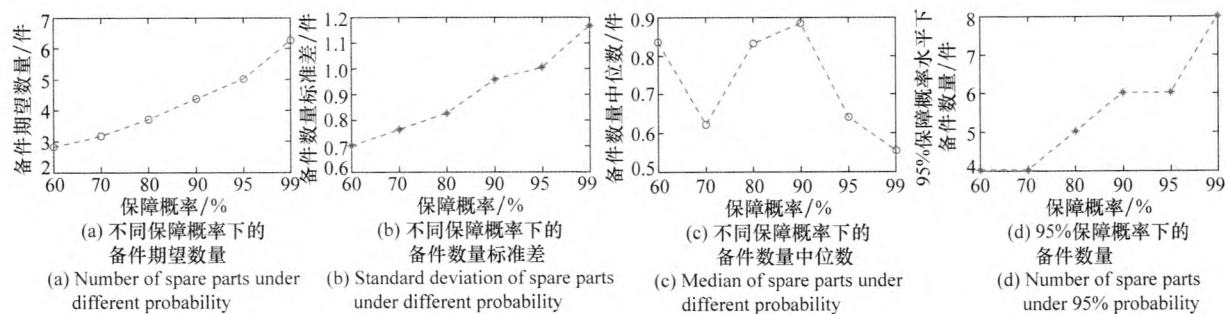 备件期望数量/件
7
6
5
4
3
2
60 70 80 90 95 99
保障概率/%
(a) 不同保障概率下的
备件期望数量
(a) Number of spare parts under
different probability
备件数量标准差/件
1.2
1.1
1.0
0.9
0.8
0.7
0.6
60 70 80 90 95 99
保障概率/%
(b) 不同保障概率下的
备件数量标准差
(b) Standard deviation of spare parts
under different probability
备件数量中位数/件
0.9
0.8
0.7
0.6
0.5
60 70 80 90 95 99
保障概率/%
(c) 不同保障概率下的
备件数量中位数
(c) Median of spare parts under
different probability
95%保障概率水平下
备件数量/件
8
7
6
5
4
60 70 80 90 95 99
保障概率/%
(d) 95%保障概率下的
备件数量
(d) Number of spare parts
under 95% probability